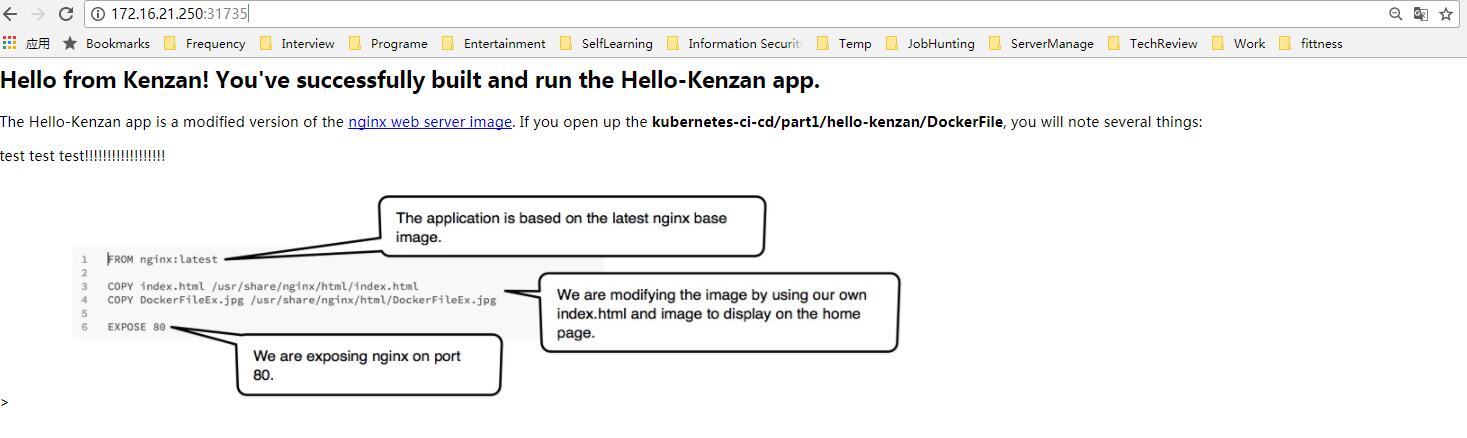 172.16.21.250:31735
应用 Bookmarks Frequency Interview Programe Entertainment SelfLearning Information Securit Temp JobHunting ServerManage TechReview Work fittness
Hello from Kenzan! You've successfully built and run the Hello-Kenzan app.
The Hello-Kenzan app is a modified version of the nginx web server image. If you open up the kubernetes-ci-cd/part1/hello-kenzan/DockerFile, you will note several things:
test test test!!!!!!!!!!!!!!!!!!
The application is based on the latest nginx base
image.
1 FROM nginx:latest
2
3 COPY index.html /usr/share/nginx/html/index.html
4 COPY DockerFileEx.jpg /usr/share/nginx/html/DockerFileEx.jpg
5
6 EXPOSE 80
We are modifying the image by using our own
index.html and image to display on the home
page.
We are exposing nginx on port
80.
>